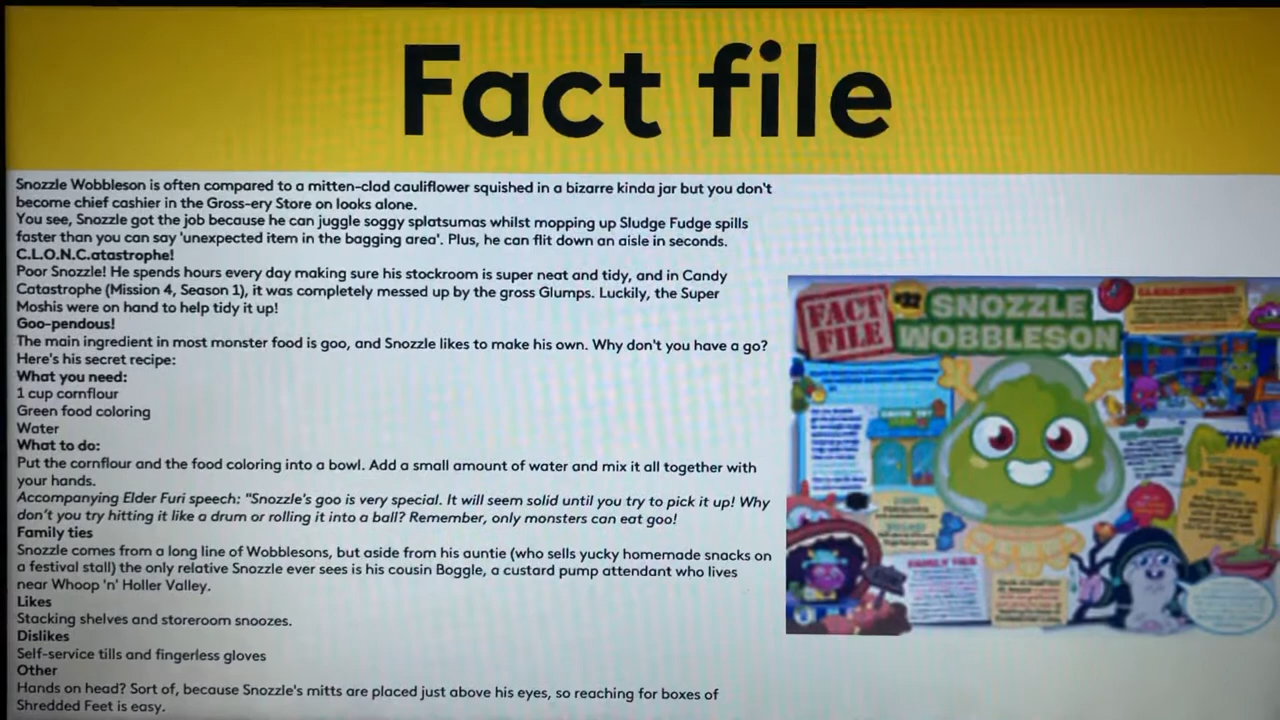 Fact file
Snozzle Wobbleson is often compared to a mitten-clad cauliflower squished in a bizarre kinda jar but you don't
become chief cashier in the Gross-ery Store on looks alone.
You see, Snozzle got the job because he can juggle soggy splatsumas whilst mopping up Sludge Fudge spills
faster than you can say 'unexpected item in the bagging area'. Plus, he can flit down an aisle in seconds.
C.L.O.N.C.atastrophe!
Poor Snozzle! He spends hours every day making sure his stockroom is super neat and tidy, and in Candy
Catastrophe (Mission 4, Season 1), it was completely messed up by the gross Glumps. Luckily, the Super
Moshis were on hand to help tidy it up!
Goo-pendous!
The main ingredient in most monster food is goo, and Snozzle likes to make his own. Why don't you have a go?
Here's his secret recipe:
What you need:
1 cup cornflour
Green food coloring
Water
What to do:
Put the cornflour and the food coloring into a bowl. Add a small amount of water and mix it all together with
your hands.
Accompanying Elder Furi speech: "Snozzle's goo is very special. It will seem solid until you try to pick it up! Why
don't you try hitting it like a drum or rolling it into a ball? Remember, only monsters can eat goo!
Family ties
Snozzle comes from a long line of Wobblesons, but aside from his auntie (who sells yucky homemade snacks on
a festival stall) the only relative Snozzle ever sees is his cousin Boggle, a custard pump attendant who lives
near Whoop 'n' Holler Valley.
Likes
Stacking shelves and storeroom snoozes.
Dislikes
Self-service tills and fingerless gloves
Other
Hands on head? Sort of, because Snozzle's mitts are placed just above his eyes, so reaching for boxes of
Shredded Feet is easy.
FACT
FILE
SNOZZLE
WOBBLESON
FAMILY TIES